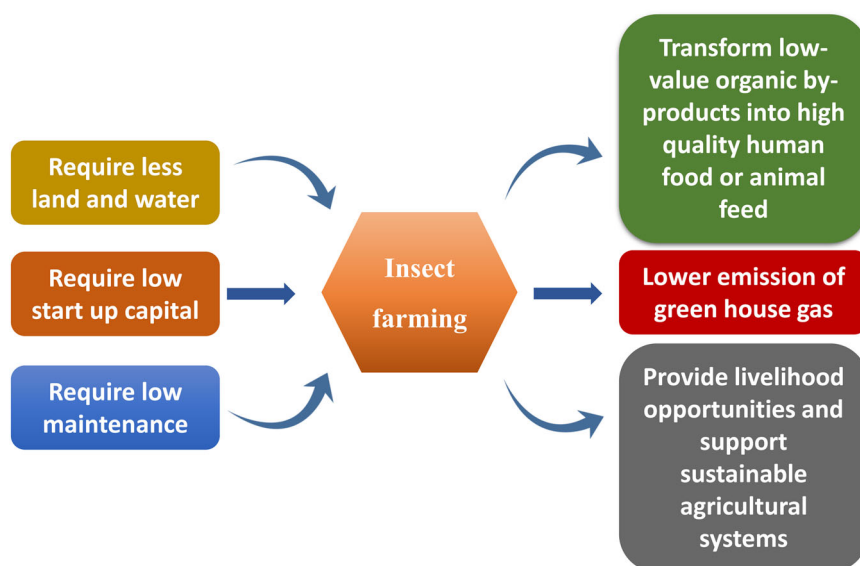 Require less
land and water
Require low
start up capital
Require low
maintenance
Insect
farming
Transform low-
value organic by-
products into high
quality human
food or animal
feed
Lower emission of
green house gas
Provide livelihood
opportunities and
support
sustainable
agricultural
systems